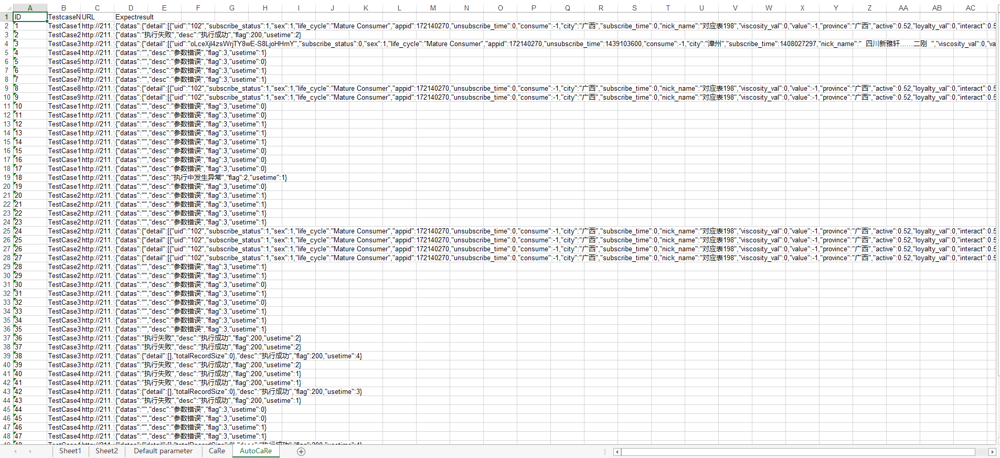 A B C D E F G H I J K L M N O P Q R S T U V W X Y Z AA AB AC
1 ID TestcaseN URL Expectresult
2 1 TestCase1 http://211. {"datas":{"detail":[{"uid":"102","subscribe_status":1,"sex":1,"life_cycle":"Mature Consumer","appid":172140270,"unsubscribe_time":0,"consume":-1,"city":"广西","subscribe_time":0,"nick_name":"对应表198","viscosity_val":0,"value":-1,"province":"广西","active":0.52,"loyalty_val":0,"interact":0.5
3 2 TestCase2 http://211. {"datas":"执行失败","desc":"执行成功","flag":200,"usetime":2}
4 3 TestCase3 http://211. {"datas":{"detail":[{"uid":"oLceXjl4zsWrjTY8wE-S8LjoHHmY","subscribe_status":0,"sex":1,"life_cycle":"Mature Consumer","appid":172140270,"unsubscribe_time":1439103600,"consume":-1,"city":"漳州","subscribe_time":1408027297,"nick_name":" 四川新雅轩……二刚 ","viscosity_val":0,"va
5 4 TestCase4 http://211. {"datas":"","desc":"参数错误","flag":3,"usetime":1}
6 5 TestCase5 http://211. {"datas":"","desc":"参数错误","flag":3,"usetime":0}
7 6 TestCase6 http://211. {"datas":"","desc":"参数错误","flag":3,"usetime":1}
8 7 TestCase7 http://211. {"datas":"","desc":"参数错误","flag":3,"usetime":1}
9 8 TestCase8 http://211. {"datas":{"detail":[{"uid":"102","subscribe_status":1,"sex":1,"life_cycle":"Mature Consumer","appid":172140270,"unsubscribe_time":0,"consume":-1,"city":"广西","subscribe_time":0,"nick_name":"对应表198","viscosity_val":0,"value":-1,"province":"广西","active":0.52,"loyalty_val":0,"interact":0.5
10 9 TestCase9 http://211. {"datas":{"detail":[{"uid":"102","subscribe_status":1,"sex":1,"life_cycle":"Mature Consumer","appid":172140270,"unsubscribe_time":0,"consume":-1,"city":"广西","subscribe_time":0,"nick_name":"对应表198","viscosity_val":0,"value":-1,"province":"广西","active":0.52,"loyalty_val":0,"interact":0.5
11 10 TestCase1 http://211. {"datas":"","desc":"参数错误","flag":3,"usetime":0}
12 11 TestCase1 http://211. {"datas":"","desc":"参数错误","flag":3,"usetime":0}
13 12 TestCase1 http://211. {"datas":"","desc":"参数错误","flag":3,"usetime":1}
14 13 TestCase1 http://211. {"datas":"","desc":"参数错误","flag":3,"usetime":1}
15 14 TestCase1 http://211. {"datas":"","desc":"参数错误","flag":3,"usetime":1}
16 15 TestCase1 http://211. {"datas":"","desc":"参数错误","flag":3,"usetime":0}
17 16 TestCase1 http://211. {"datas":"","desc":"参数错误","flag":3,"usetime":0}
18 17 TestCase1 http://211. {"datas":"","desc":"参数错误","flag":3,"usetime":0}
19 18 TestCase1 http://211. {"datas":"","desc":"执行中发生异常","flag":2,"usetime":1}
20 19 TestCase1 http://211. {"datas":"","desc":"参数错误","flag":3,"usetime":0}
21 20 TestCase2 http://211. {"datas":"","desc":"参数错误","flag":3,"usetime":1}
22 21 TestCase2 http://211. {"datas":"","desc":"参数错误","flag":3,"usetime":1}
23 22 TestCase2 http://211. {"datas":"","desc":"参数错误","flag":3,"usetime":1}
24 23 TestCase2 http://211. {"datas":"","desc":"参数错误","flag":3,"usetime":1}
25 24 TestCase2 http://211. {"datas":{"detail":[{"uid":"102","subscribe_status":1,"sex":1,"life_cycle":"Mature Consumer","appid":172140270,"unsubscribe_time":0,"consume":-1,"city":"广西","subscribe_time":0,"nick_name":"对应表198","viscosity_val":0,"value":-1,"province":"广西","active":0.52,"loyalty_val":0,"interact":0.5
26 25 TestCase2 http://211. {"datas":{"detail":[{"uid":"102","subscribe_status":1,"sex":1,"life_cycle":"Mature Consumer","appid":172140270,"unsubscribe_time":0,"consume":-1,"city":"广西","subscribe_time":0,"nick_name":"对应表198","viscosity_val":0,"value":-1,"province":"广西","active":0.52,"loyalty_val":0,"interact":0.5
27 26 TestCase2 http://211. {"datas":{"detail":[{"uid":"102","subscribe_status":1,"sex":1,"life_cycle":"Mature Consumer","appid":172140270,"unsubscribe_time":0,"consume":-1,"city":"广西","subscribe_time":0,"nick_name":"对应表198","viscosity_val":0,"value":-1,"province":"广西","active":0.52,"loyalty_val":0,"interact":0.5
28 27 TestCase2 http://211. {"datas":{"detail":[{"uid":"102","subscribe_status":1,"sex":1,"life_cycle":"Mature Consumer","appid":172140270,"unsubscribe_time":0,"consume":-1,"city":"广西","subscribe_time":0,"nick_name":"对应表198","viscosity_val":0,"value":-1,"province":"广西","active":0.52,"loyalty_val":0,"interact":0.5
29 28 TestCase2 http://211. {"datas":"","desc":"参数错误","flag":3,"usetime":1}
30 29 TestCase2 http://211. {"datas":"","desc":"参数错误","flag":3,"usetime":1}
31 30 TestCase3 http://211. {"datas":"","desc":"参数错误","flag":3,"usetime":0}
32 31 TestCase3 http://211. {"datas":"","desc":"参数错误","flag":3,"usetime":1}
33 32 TestCase3 http://211. {"datas":"","desc":"参数错误","flag":3,"usetime":0}
34 33 TestCase3 http://211. {"datas":"","desc":"参数错误","flag":3,"usetime":1}
35 34 TestCase3 http://211. {"datas":"","desc":"参数错误","flag":3,"usetime":1}
36 35 TestCase3 http://211. {"datas":"","desc":"参数错误","flag":3,"usetime":1}
37 36 TestCase3 http://211. {"datas":"执行失败","desc":"执行成功","flag":200,"usetime":2}
38 37 TestCase3 http://211. {"datas":"执行失败","desc":"执行成功","flag":200,"usetime":2}
39 38 TestCase3 http://211. {"datas":{"detail":[],"totalRecordSize":0},"desc":"执行成功","flag":200,"usetime":4}
40 39 TestCase3 http://211. {"datas":"执行失败","desc":"执行成功","flag":200,"usetime":2}
41 40 TestCase4 http://211. {"datas":"执行失败","desc":"执行成功","flag":200,"usetime":1}
42 41 TestCase4 http://211. {"datas":"执行失败","desc":"执行成功","flag":200,"usetime":1}
43 42 TestCase4 http://211. {"datas":{"detail":[],"totalRecordSize":0},"desc":"执行成功","flag":200,"usetime":3}
44 43 TestCase4 http://211. {"datas":"执行失败","desc":"执行成功","flag":200,"usetime":1}
45 44 TestCase4 http://211. {"datas":"","desc":"参数错误","flag":3,"usetime":0}
46 45 TestCase4 http://211. {"datas":"","desc":"参数错误","flag":3,"usetime":0}
47 46 TestCase4 http://211. {"datas":"","desc":"参数错误","flag":3,"usetime":1}
48 47 TestCase4 http://211. {"datas":"","desc":"参数错误","flag":3,"usetime":1}
49 48 TestCase4 http://211. {"datas":{"detail":[],"totalRecordSize":0},"desc":"执行成功","flag":200,"usetime":4}
Sheet1 Sheet2 Default parameter CaRe AutoCaRe